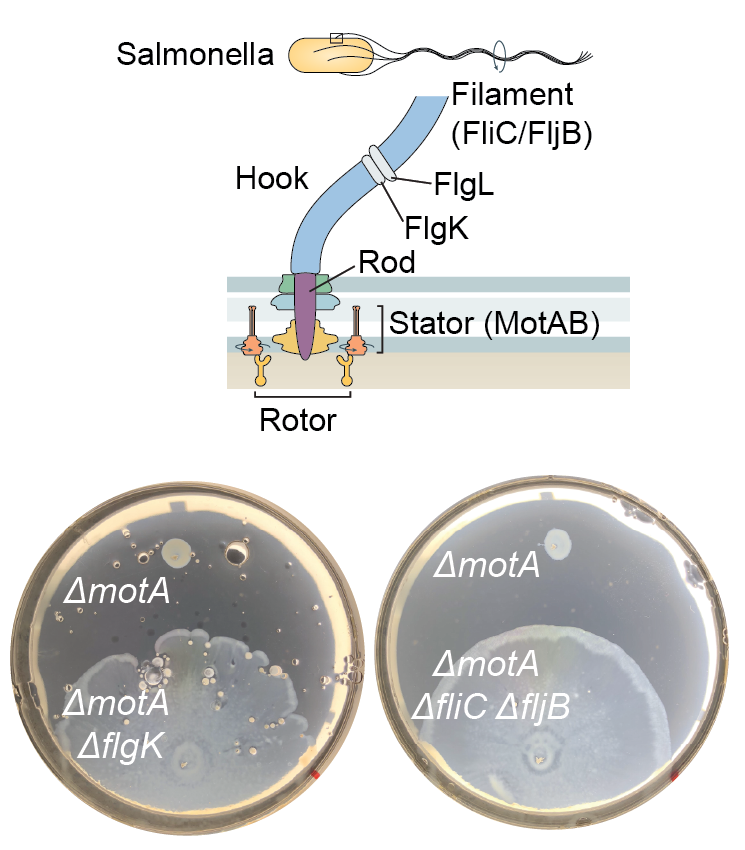 Salmonella
Filament
(FliC/FljB)
Hook
FlgL
FlgK
Rod
Stator (MotAB)
Rotor
ΔmotA
ΔmotA
ΔflgK
ΔmotA
ΔmotA
ΔfliC ΔfljB